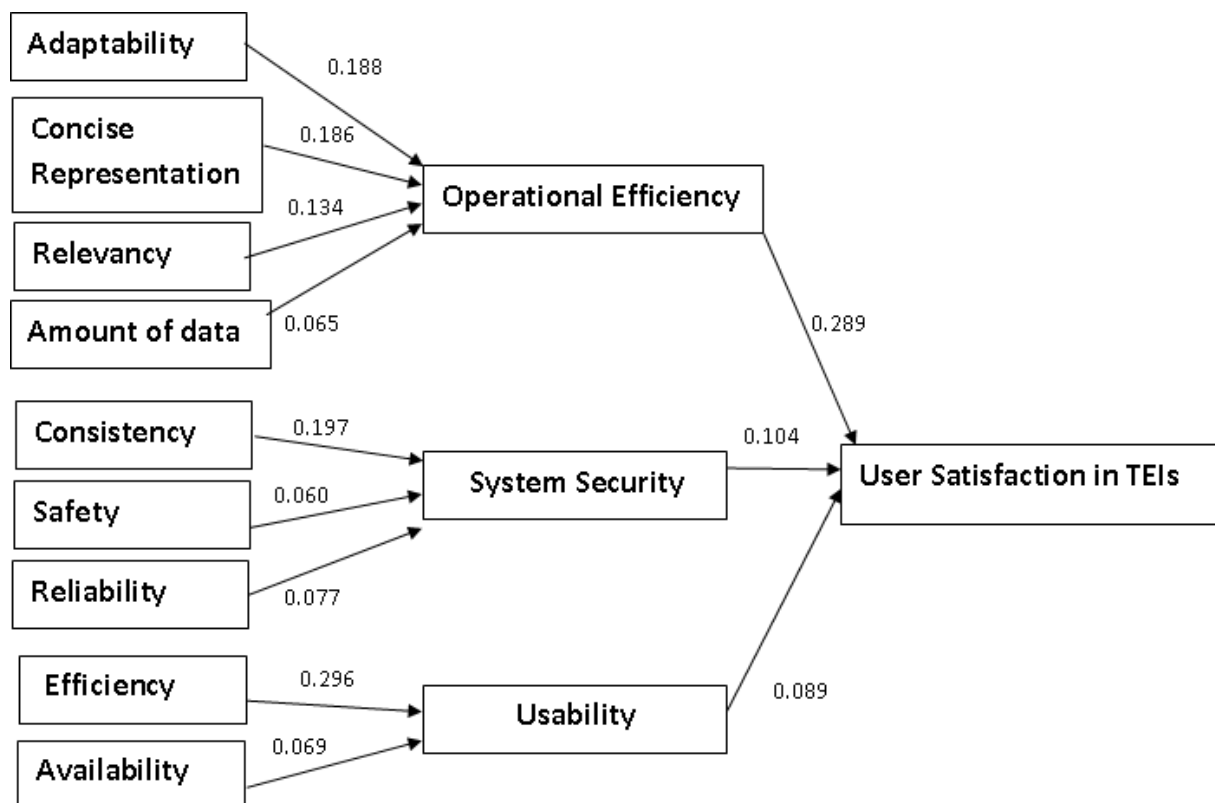 Adaptability
0.188
Concise
Representation
0.186
Operational Efficiency
0.134
Relevancy
Amount of data
0.065
0.289
Consistency
0.197
System Security
0.104
User Satisfaction in TEIs
Safety
0.060
Reliability
0.077
Efficiency
0.296
Usability
0.089
Availability
0.069